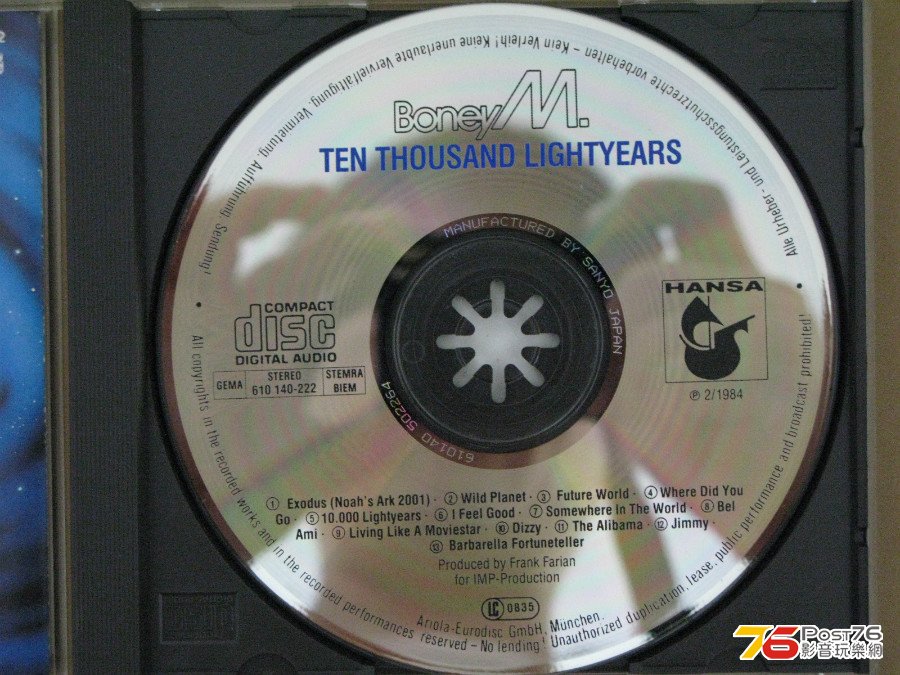 Alle Urheber- und Leistungsschutzrechte vorbehalten – Kein Verleih! Keine unerlaubte Vervielfältigung, Vermietung, Aufführung, Sendung!
Boney M.
TEN THOUSAND LIGHTYEARS
MANUFACTURED BY SANYO JAPAN
COMPACT
disc
DIGITAL AUDIO
GEMA
STEREO
610 140-222
STEMRA
BIEM
HANSA
℗ 2/1984
610140 502264
① Exodus (Noah's Ark 2001) · ② Wild Planet · ③ Future World · ④ Where Did You
Go · ⑤ 10.000 Lightyears · ⑥ I Feel Good · ⑦ Somewhere In The World · ⑧ Bel
Ami · ⑨ Living Like A Moviestar · ⑩ Dizzy · ⑪ The Alibama · ⑫ Jimmy ·
⑬ Barbarella Fortuneteller
Produced by Frank Farian
for IMP-Production
LC 0835
Ariola-Eurodisc GmbH, München.
All copyrights in the recorded works and in the recorded performances reserved – No lending! Unauthorized duplication, lease, public performance and broadcast prohibited!
76 Post76
影音玩樂網